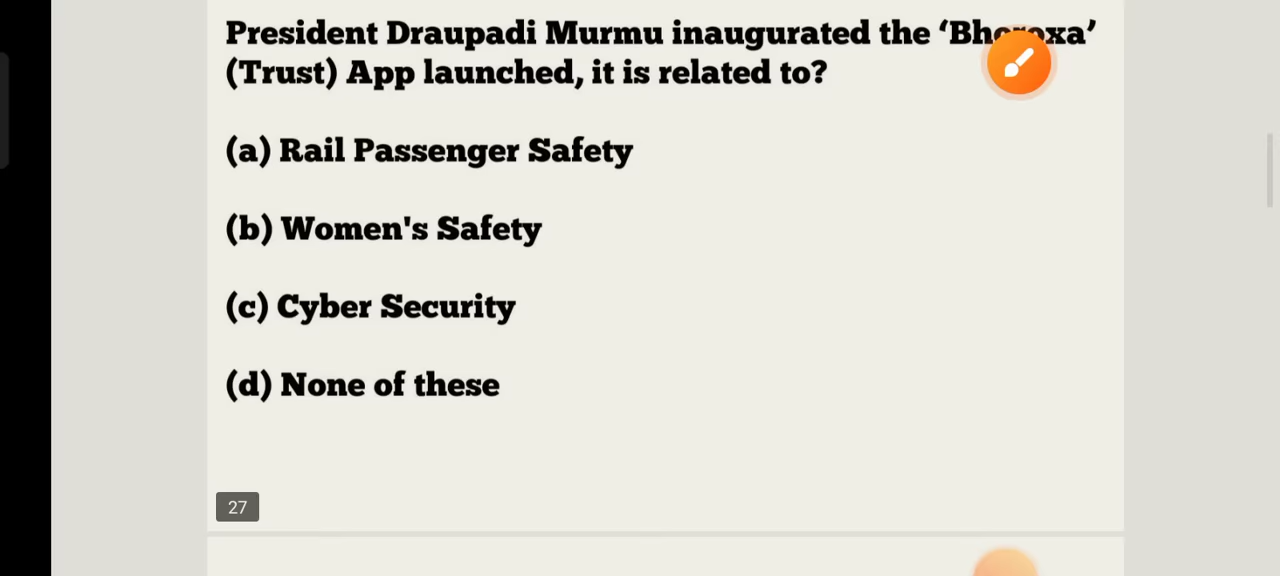 President Draupadi Murmu inaugurated the
(Trust) App launched, it is related to?
(a) Rail Passenger Safety
(b) Women's Safety
(c) Cyber Security
(d) None of these
27